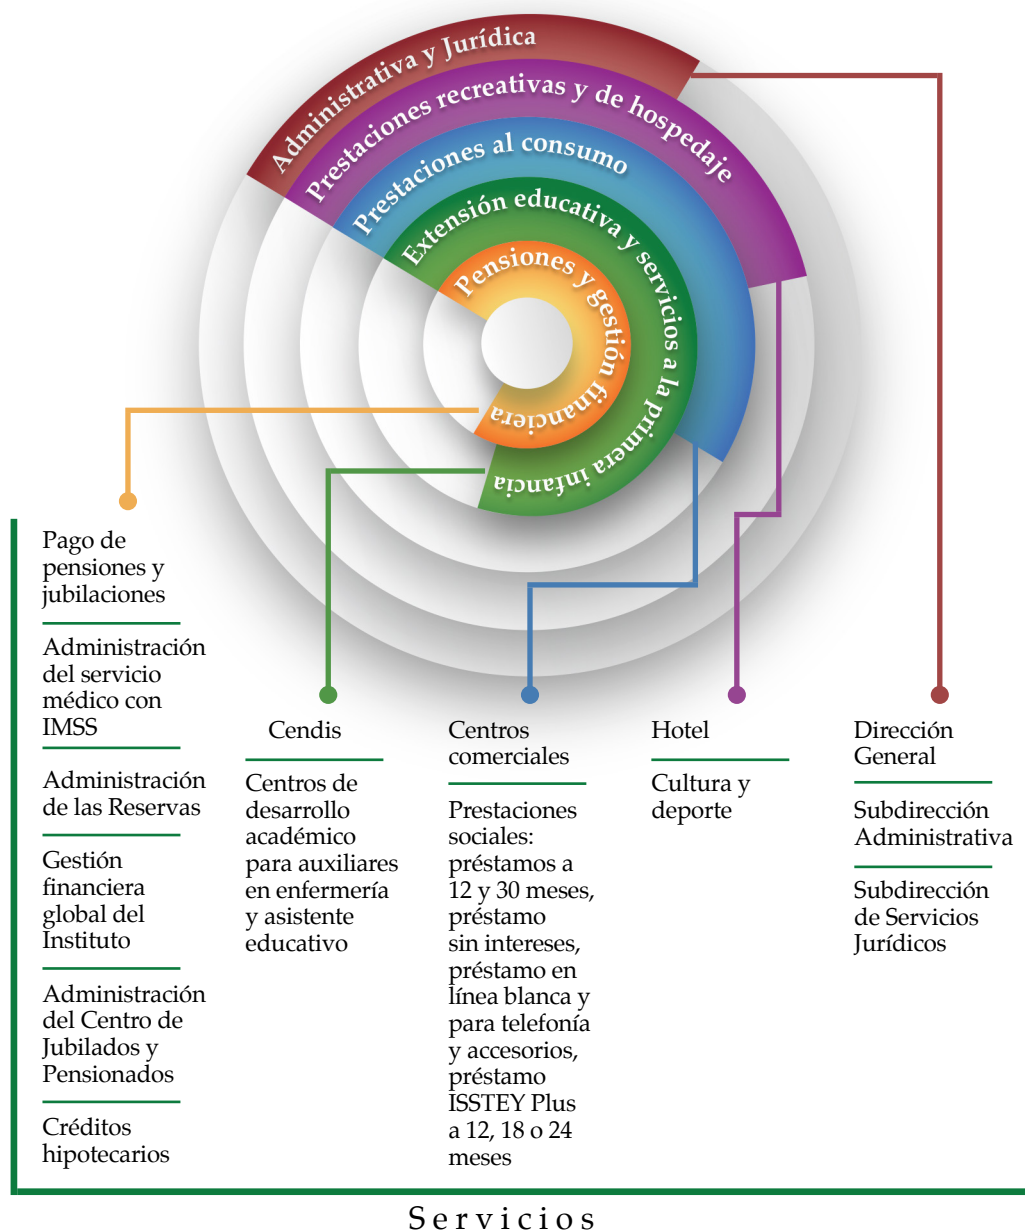 Administrativa y Jurídica
Prestaciones recreativas y de hospedaje
Prestaciones al consumo
Extensión educativa y servicios a la primera infancia
Pensiones y gestión financiera
Pago de
pensiones y
jubilaciones
Administración
del servicio
médico con
IMSS
Administración
de las Reservas
Gestión
financiera
global del
Instituto
Administración
del Centro de
Jubilados y
Pensionados
Créditos
hipotecarios
Cendis
Centros de
desarrollo
académico
para auxiliares
en enfermería
y asistente
educativo
Centros
comerciales
Prestaciones
sociales:
préstamos a
12 y 30 meses,
préstamo
sin intereses,
préstamo en
línea blanca y
para telefonía
y accesorios,
préstamo
ISSTEY Plus
a 12, 18 o 24
meses
Hotel
Cultura y
deporte
Dirección
General
Subdirección
Administrativa
Subdirección
de Servicios
Jurídicos
Servicios